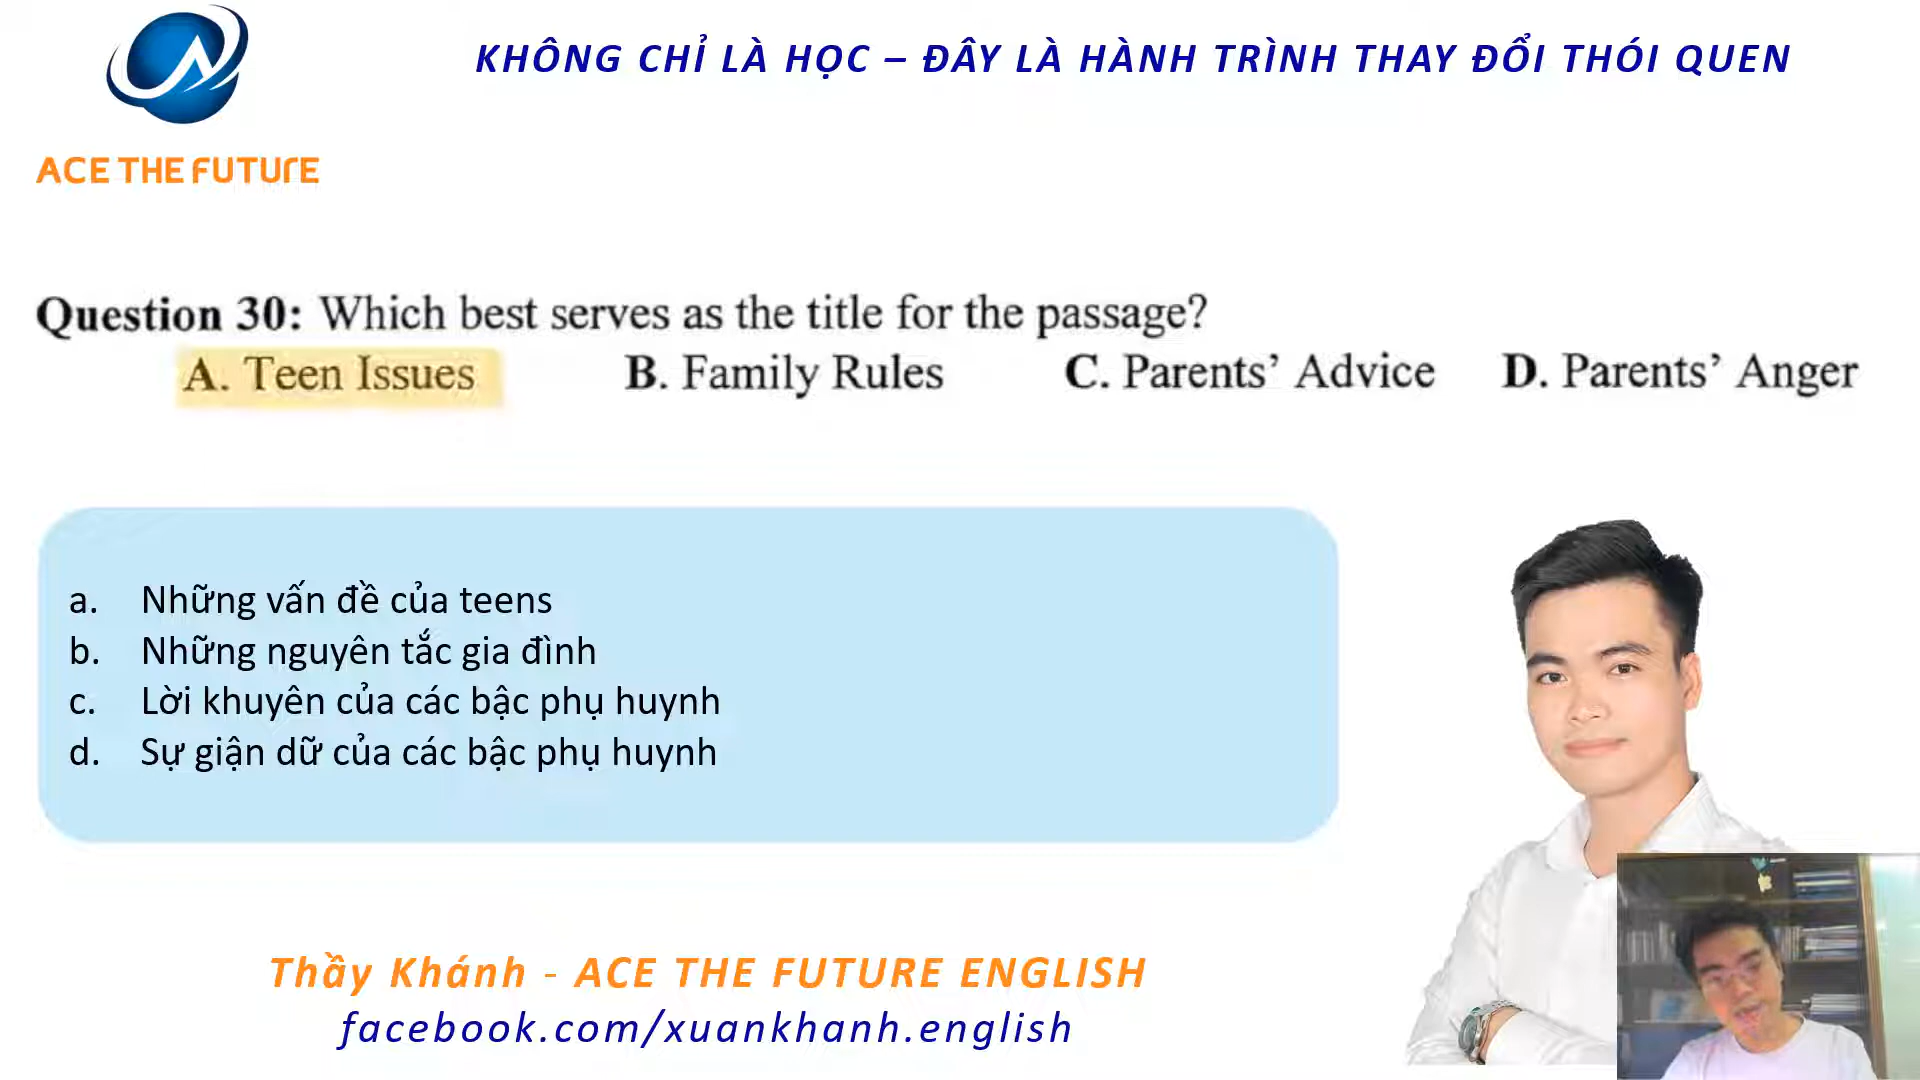 KHÔNG CHỈ LÀ HỌC – ĐÂY LÀ HÀNH TRÌNH THAY ĐỔI THÓI QUEN
ACE THE FUTURE
Question 30: Which best serves as the title for the passage?
A. Teen Issues B. Family Rules C. Parents’ Advice D. Parents’ Anger
a. Những vấn đề của teens
b. Những nguyên tắc gia đình
c. Lời khuyên của các bậc phụ huynh
d. Sự giận dữ của các bậc phụ huynh
Thầy Khánh - ACE THE FUTURE ENGLISH
facebook.com/xuankhanh.english